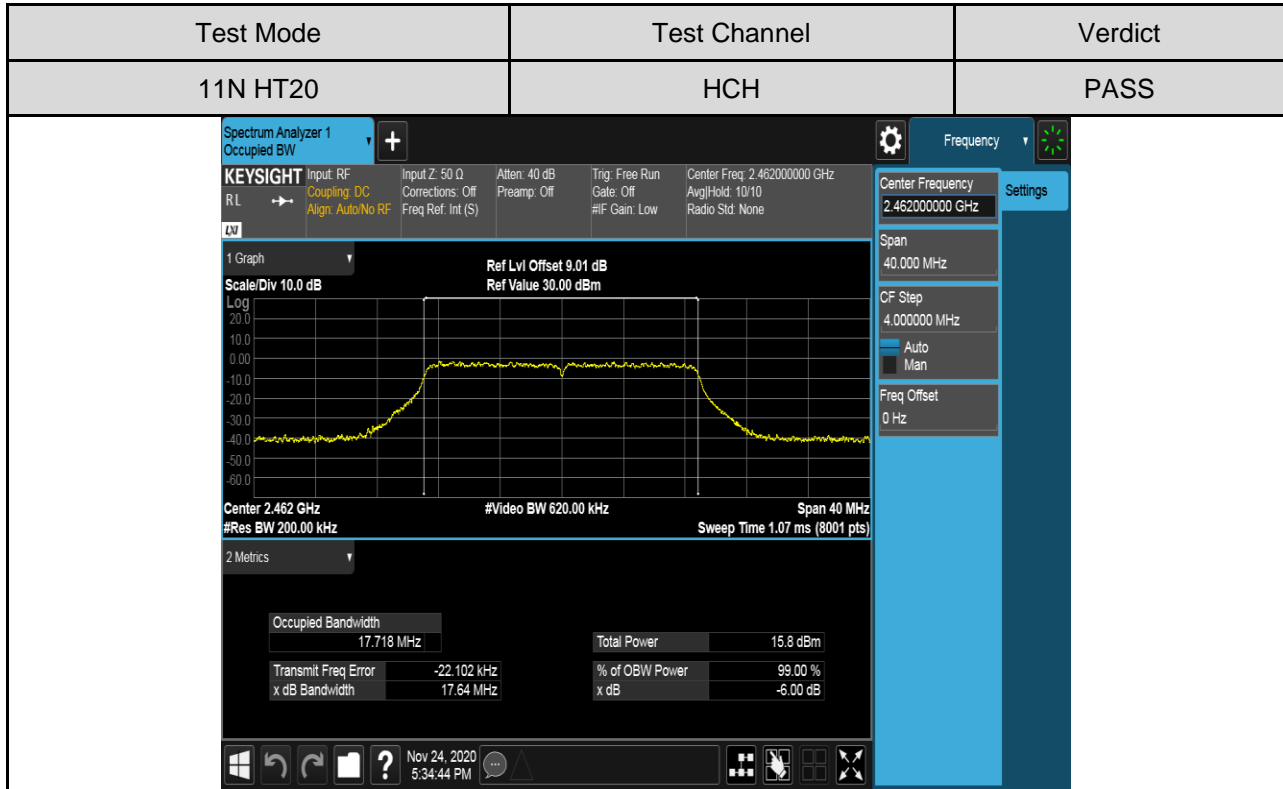 Test Mode Test Channel Verdict
11N HT20 HCH PASS
Spectrum Analyzer 1
Occupied BW
+
Frequency
KEYSIGHT
RL
LXI
Input: RF
Coupling: DC
Align: Auto/No RF
Input Z: 50 Ω
Corrections: Off
Freq Ref: Int (S)
Atten: 40 dB
Preamp: Off
Trig: Free Run
Gate: Off
#IF Gain: Low
Center Freq: 2.462000000 GHz
Avg|Hold: 10/10
Radio Std: None
Center Frequency
2.462000000 GHz
Settings
Span
40.000 MHz
CF Step
4.000000 MHz
Auto
Man
Freq Offset
0 Hz
1 Graph
Scale/Div 10.0 dB
Ref Lvl Offset 9.01 dB
Ref Value 30.00 dBm
Log
20.0
10.0
0.00
-10.0
-20.0
-30.0
-40.0
-50.0
-60.0
Center 2.462 GHz #Video BW 620.00 kHz Span 40 MHz
#Res BW 200.00 kHz Sweep Time 1.07 ms (8001 pts)
2 Metrics
Occupied Bandwidth
17.718 MHz
Total Power 15.8 dBm
Transmit Freq Error -22.102 kHz % of OBW Power 99.00 %
x dB Bandwidth 17.64 MHz x dB -6.00 dB
?
Nov 24, 2020
5:34:44 PM